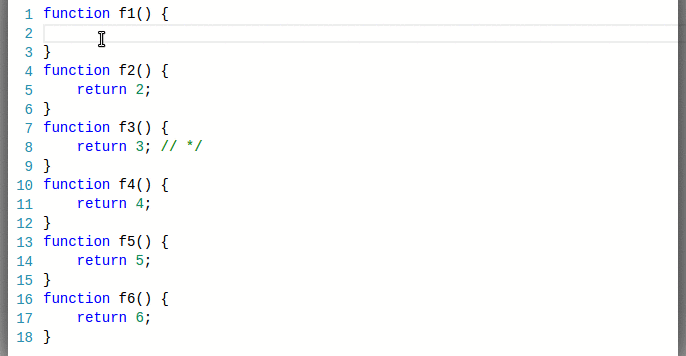 1 function f1() {
2
3 }
4 function f2() {
5     return 2;
6 }
7 function f3() {
8     return 3; // */
9 }
10 function f4() {
11     return 4;
12 }
13 function f5() {
14     return 5;
15 }
16 function f6() {
17     return 6;
18 }